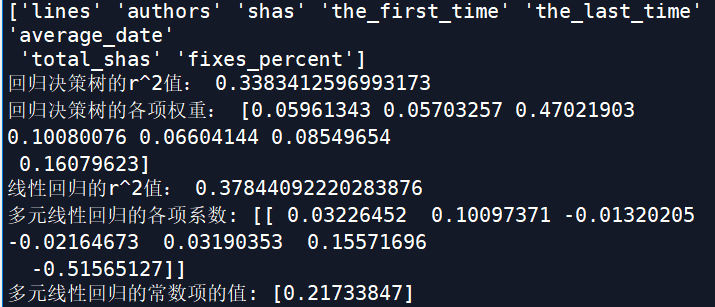 ['lines' 'authors' 'shas' 'the_first_time' 'the_last_time'
'average_date'
'total_shas' 'fixes_percent']
回归决策树的r^2值： 0.3383412596993173
回归决策树的各项权重： [0.05961343 0.05703257 0.47021903
0.10080076 0.06604144 0.08549654
0.16079623]
线性回归的r^2值： 0.37844092220283876
多元线性回归的各项系数: [[ 0.03226452  0.10097371 -0.01320205
-0.02164673  0.03190353  0.15571696
-0.51565127]]
多元线性回归的常数项的值: [0.21733847]